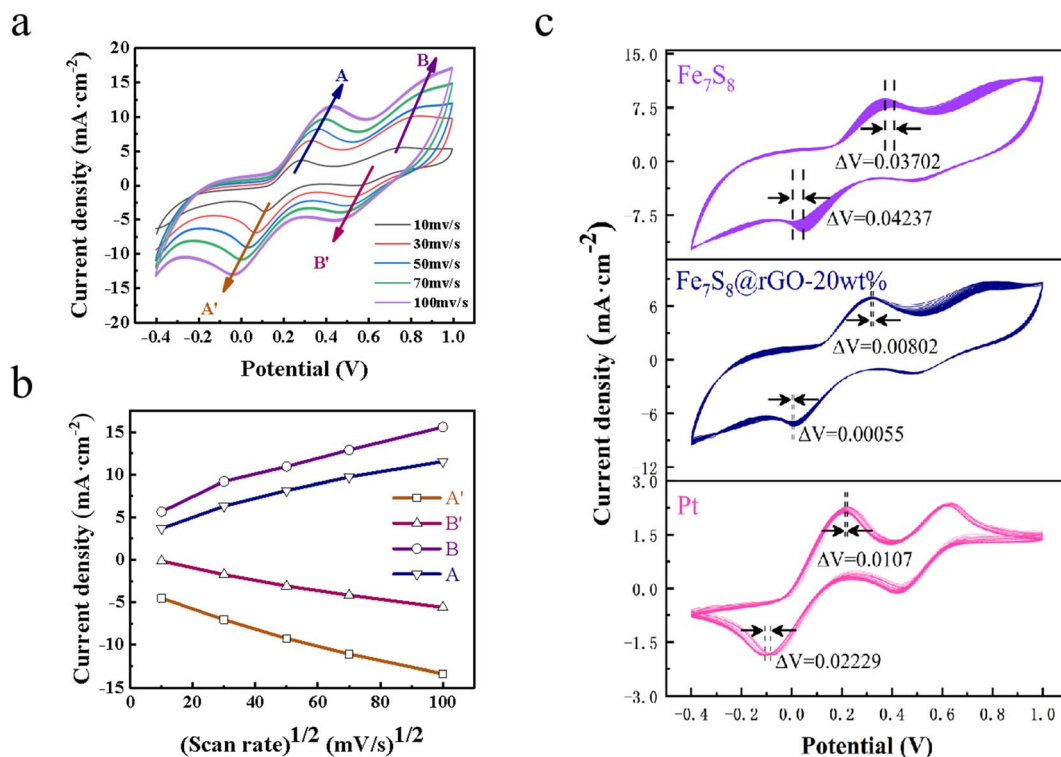 a
Current density (mA·cm⁻²)
20
15
10
5
0
-5
-10
-15
-20
A
B
A'
B'
10mv/s
30mv/s
50mv/s
70mv/s
100mv/s
-0.4 -0.2 0.0 0.2 0.4 0.6 0.8 1.0
Potential (V)
b
Current density (mA·cm⁻²)
15
10
5
0
-5
-10
-15
A'
B'
B
A
0 20 40 60 80 100
(Scan rate)^1/2 (mV/s)^1/2
c
Current density (mA·cm⁻²)
15.0
7.5
0.0
-7.5
Fe₇S₈
ΔV=0.03702
ΔV=0.04237
6
0
-6
-12
Fe₇S₈@rGO-20wt%
ΔV=0.00802
ΔV=0.00055
3.0
1.5
0.0
-1.5
-3.0
Pt
ΔV=0.0107
ΔV=0.02229
-0.4 -0.2 0.0 0.2 0.4 0.6 0.8 1.0
Potential (V)